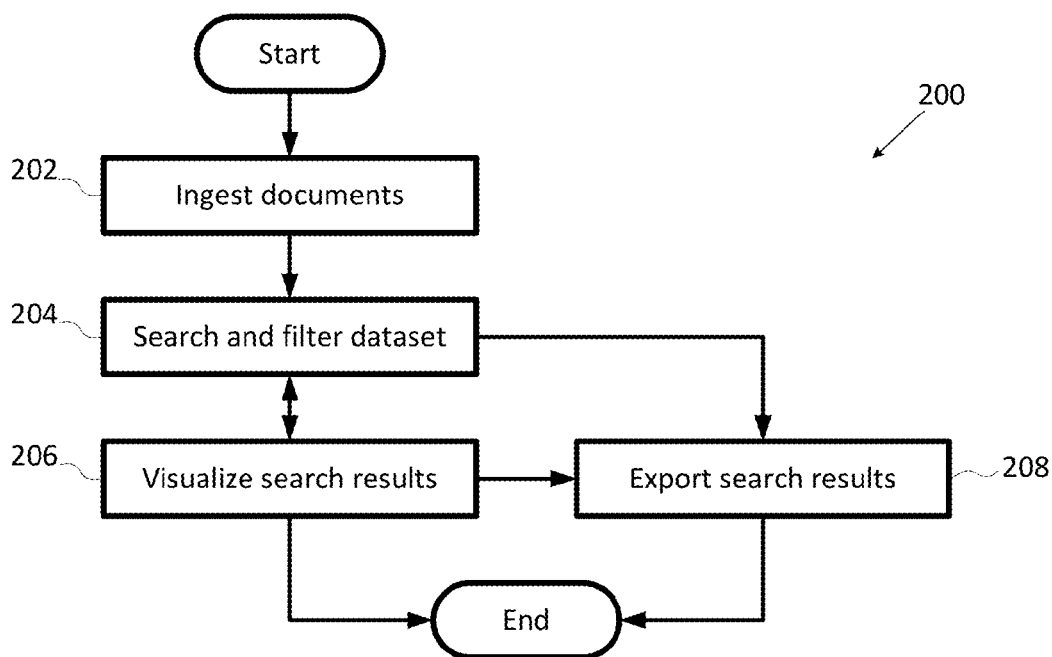 Start
200
202
Ingest documents
204
Search and filter dataset
206
Visualize search results
Export search results
208
End